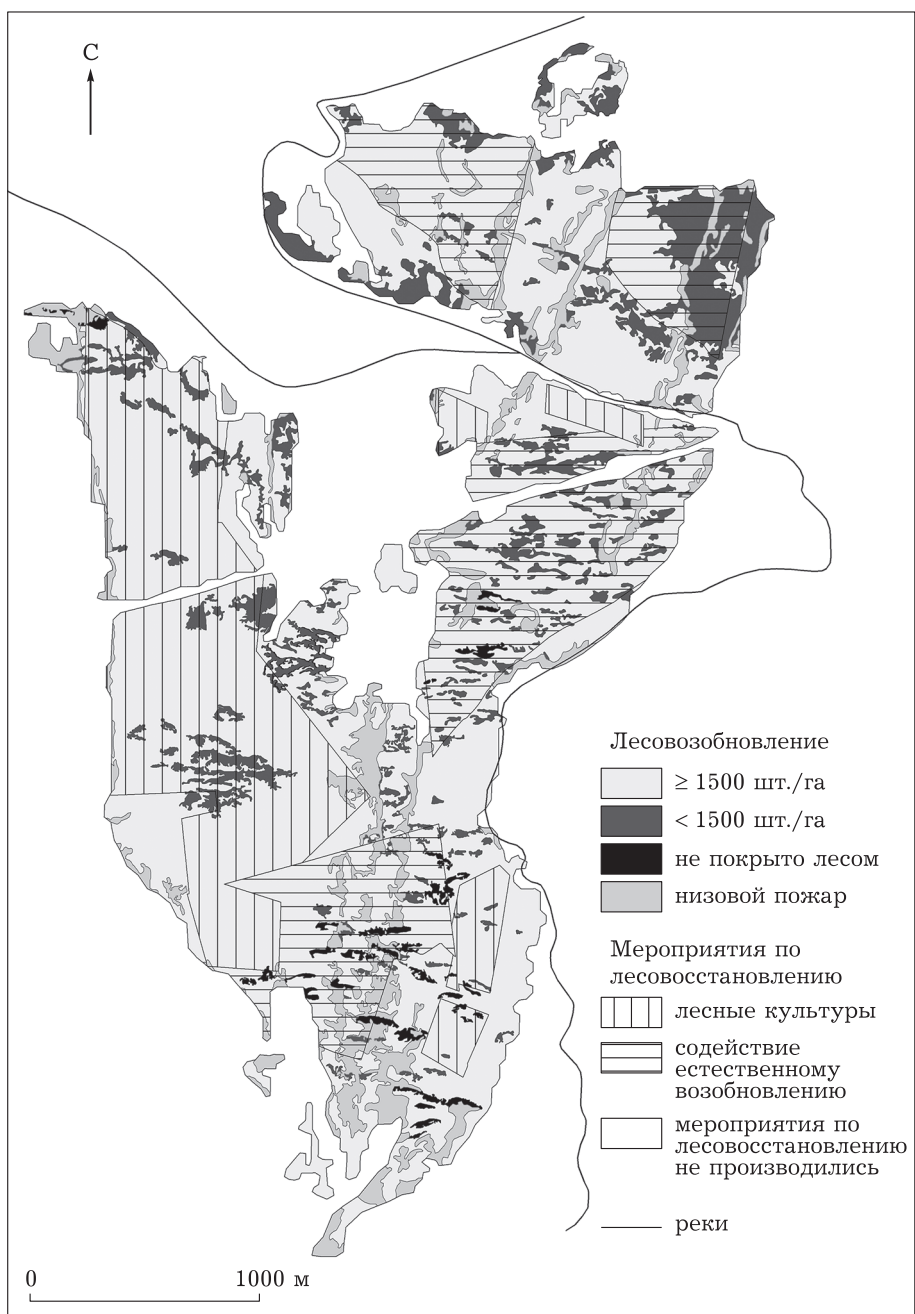 С
Лесовозобновление
≥ 1500 шт./га
< 1500 шт./га
не покрыто лесом
низовой пожар
Мероприятия по
лесовосстановлению
лесные культуры
содействие
естественному
возобновлению
мероприятия по
лесовосстановлению
не производились
реки
0 1000 м